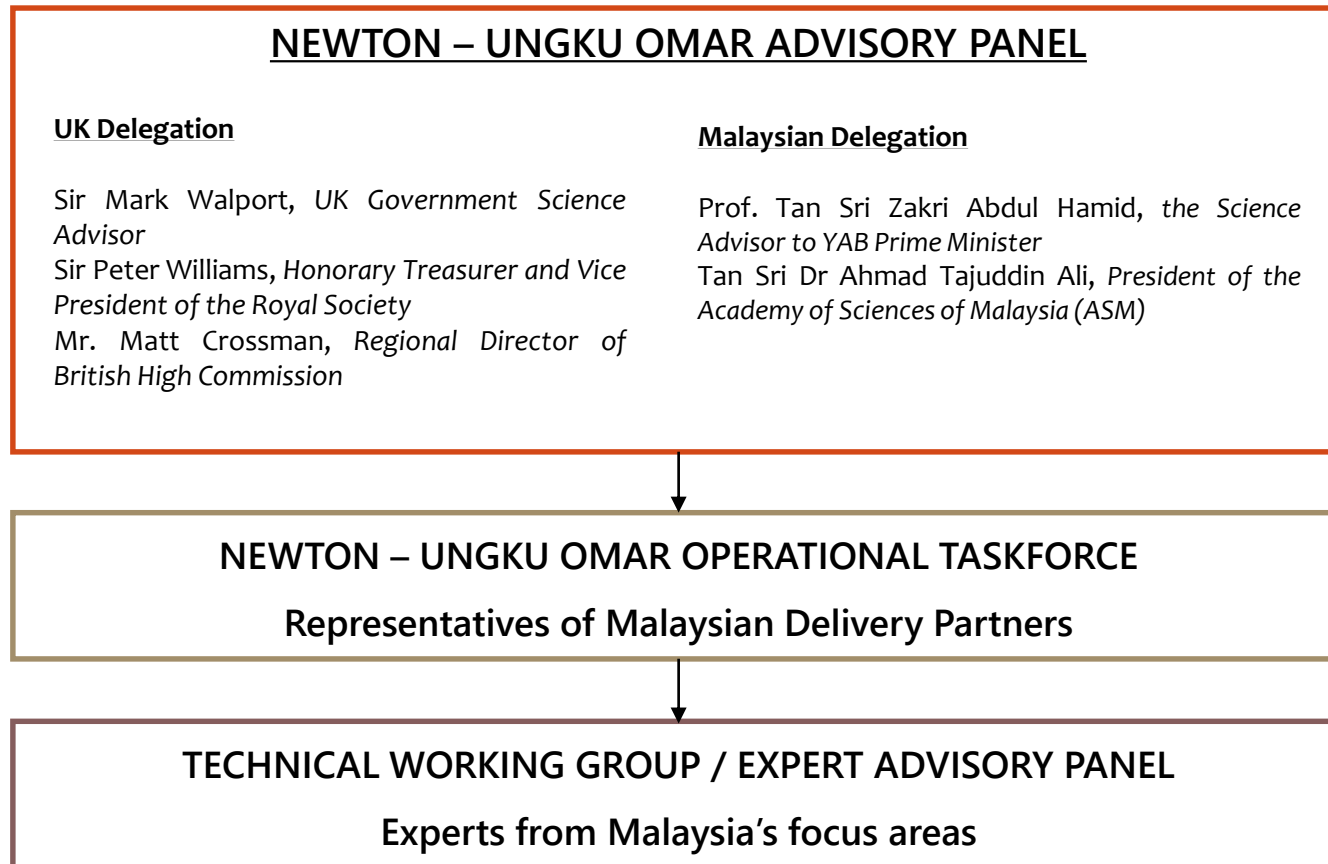 NEWTON – UNGKU OMAR ADVISORY PANEL
UK Delegation
Sir Mark Walport, UK Government Science
Advisor
Sir Peter Williams, Honorary Treasurer and Vice
President of the Royal Society
Mr. Matt Crossman, Regional Director of
British High Commission
Malaysian Delegation
Prof. Tan Sri Zakri Abdul Hamid, the Science
Advisor to YAB Prime Minister
Tan Sri Dr Ahmad Tajuddin Ali, President of the
Academy of Sciences of Malaysia (ASM)
NEWTON – UNGKU OMAR OPERATIONAL TASKFORCE
Representatives of Malaysian Delivery Partners
TECHNICAL WORKING GROUP / EXPERT ADVISORY PANEL
Experts from Malaysia's focus areas